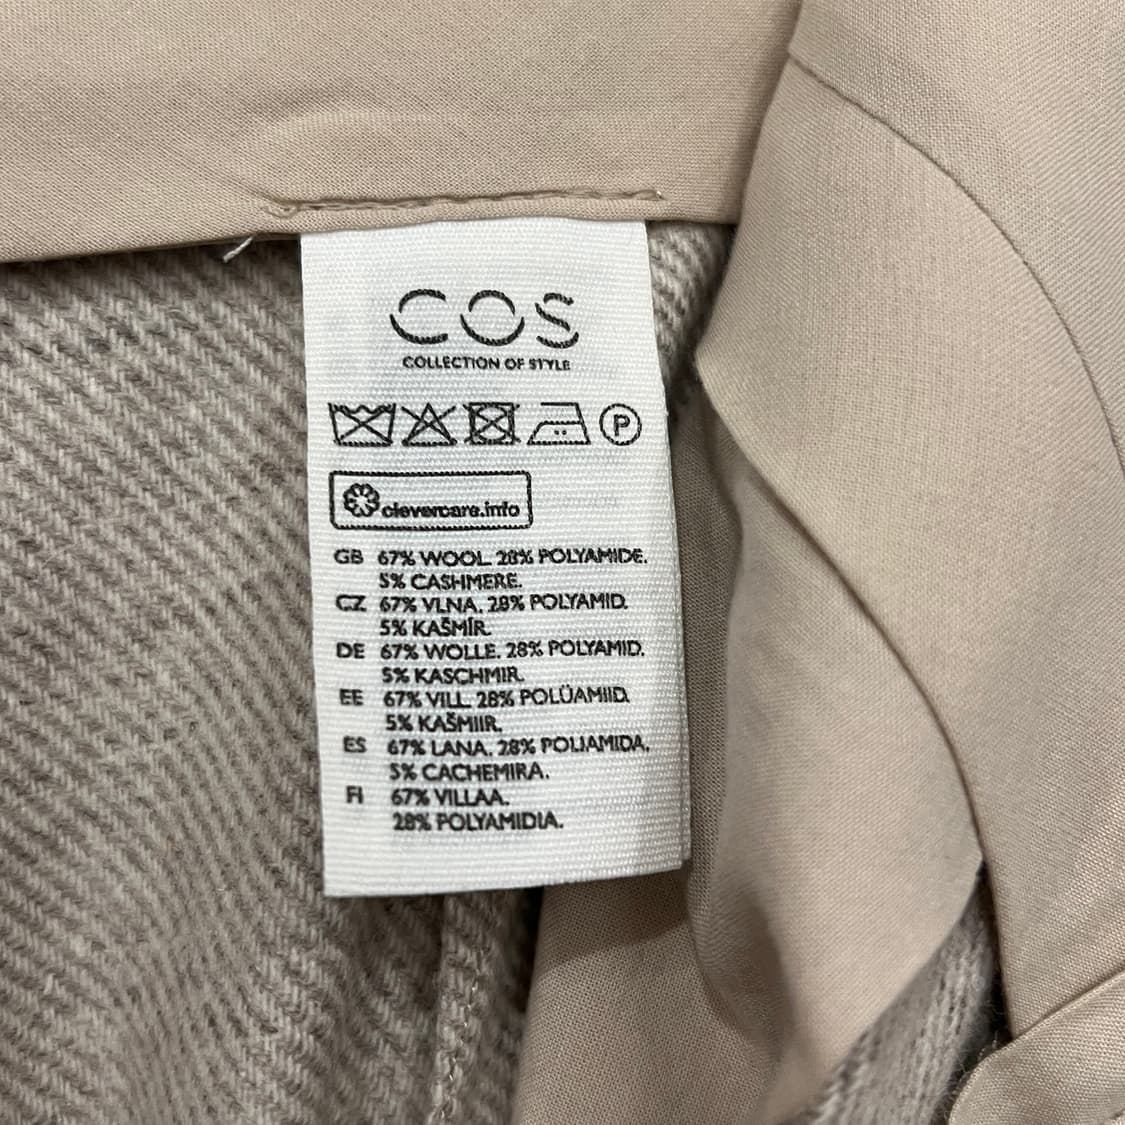 COS
COLLECTION OF STYLE
P
clevercare.info
GB 67% WOOL. 28% POLYAMIDE.
5% CASHMERE.
CZ 67% VLNA. 28% POLYAMID.
5% KAŠMÍR.
DE 67% WOLLE. 28% POLYAMID.
5% KASCHMIR.
EE 67% VILL. 28% POLÜAMIID.
5% KAŠMIIR.
ES 67% LANA. 28% POLIAMIDA.
5% CACHEMIRA.
FI 67% VILLAA.
28% POLYAMIDIA.